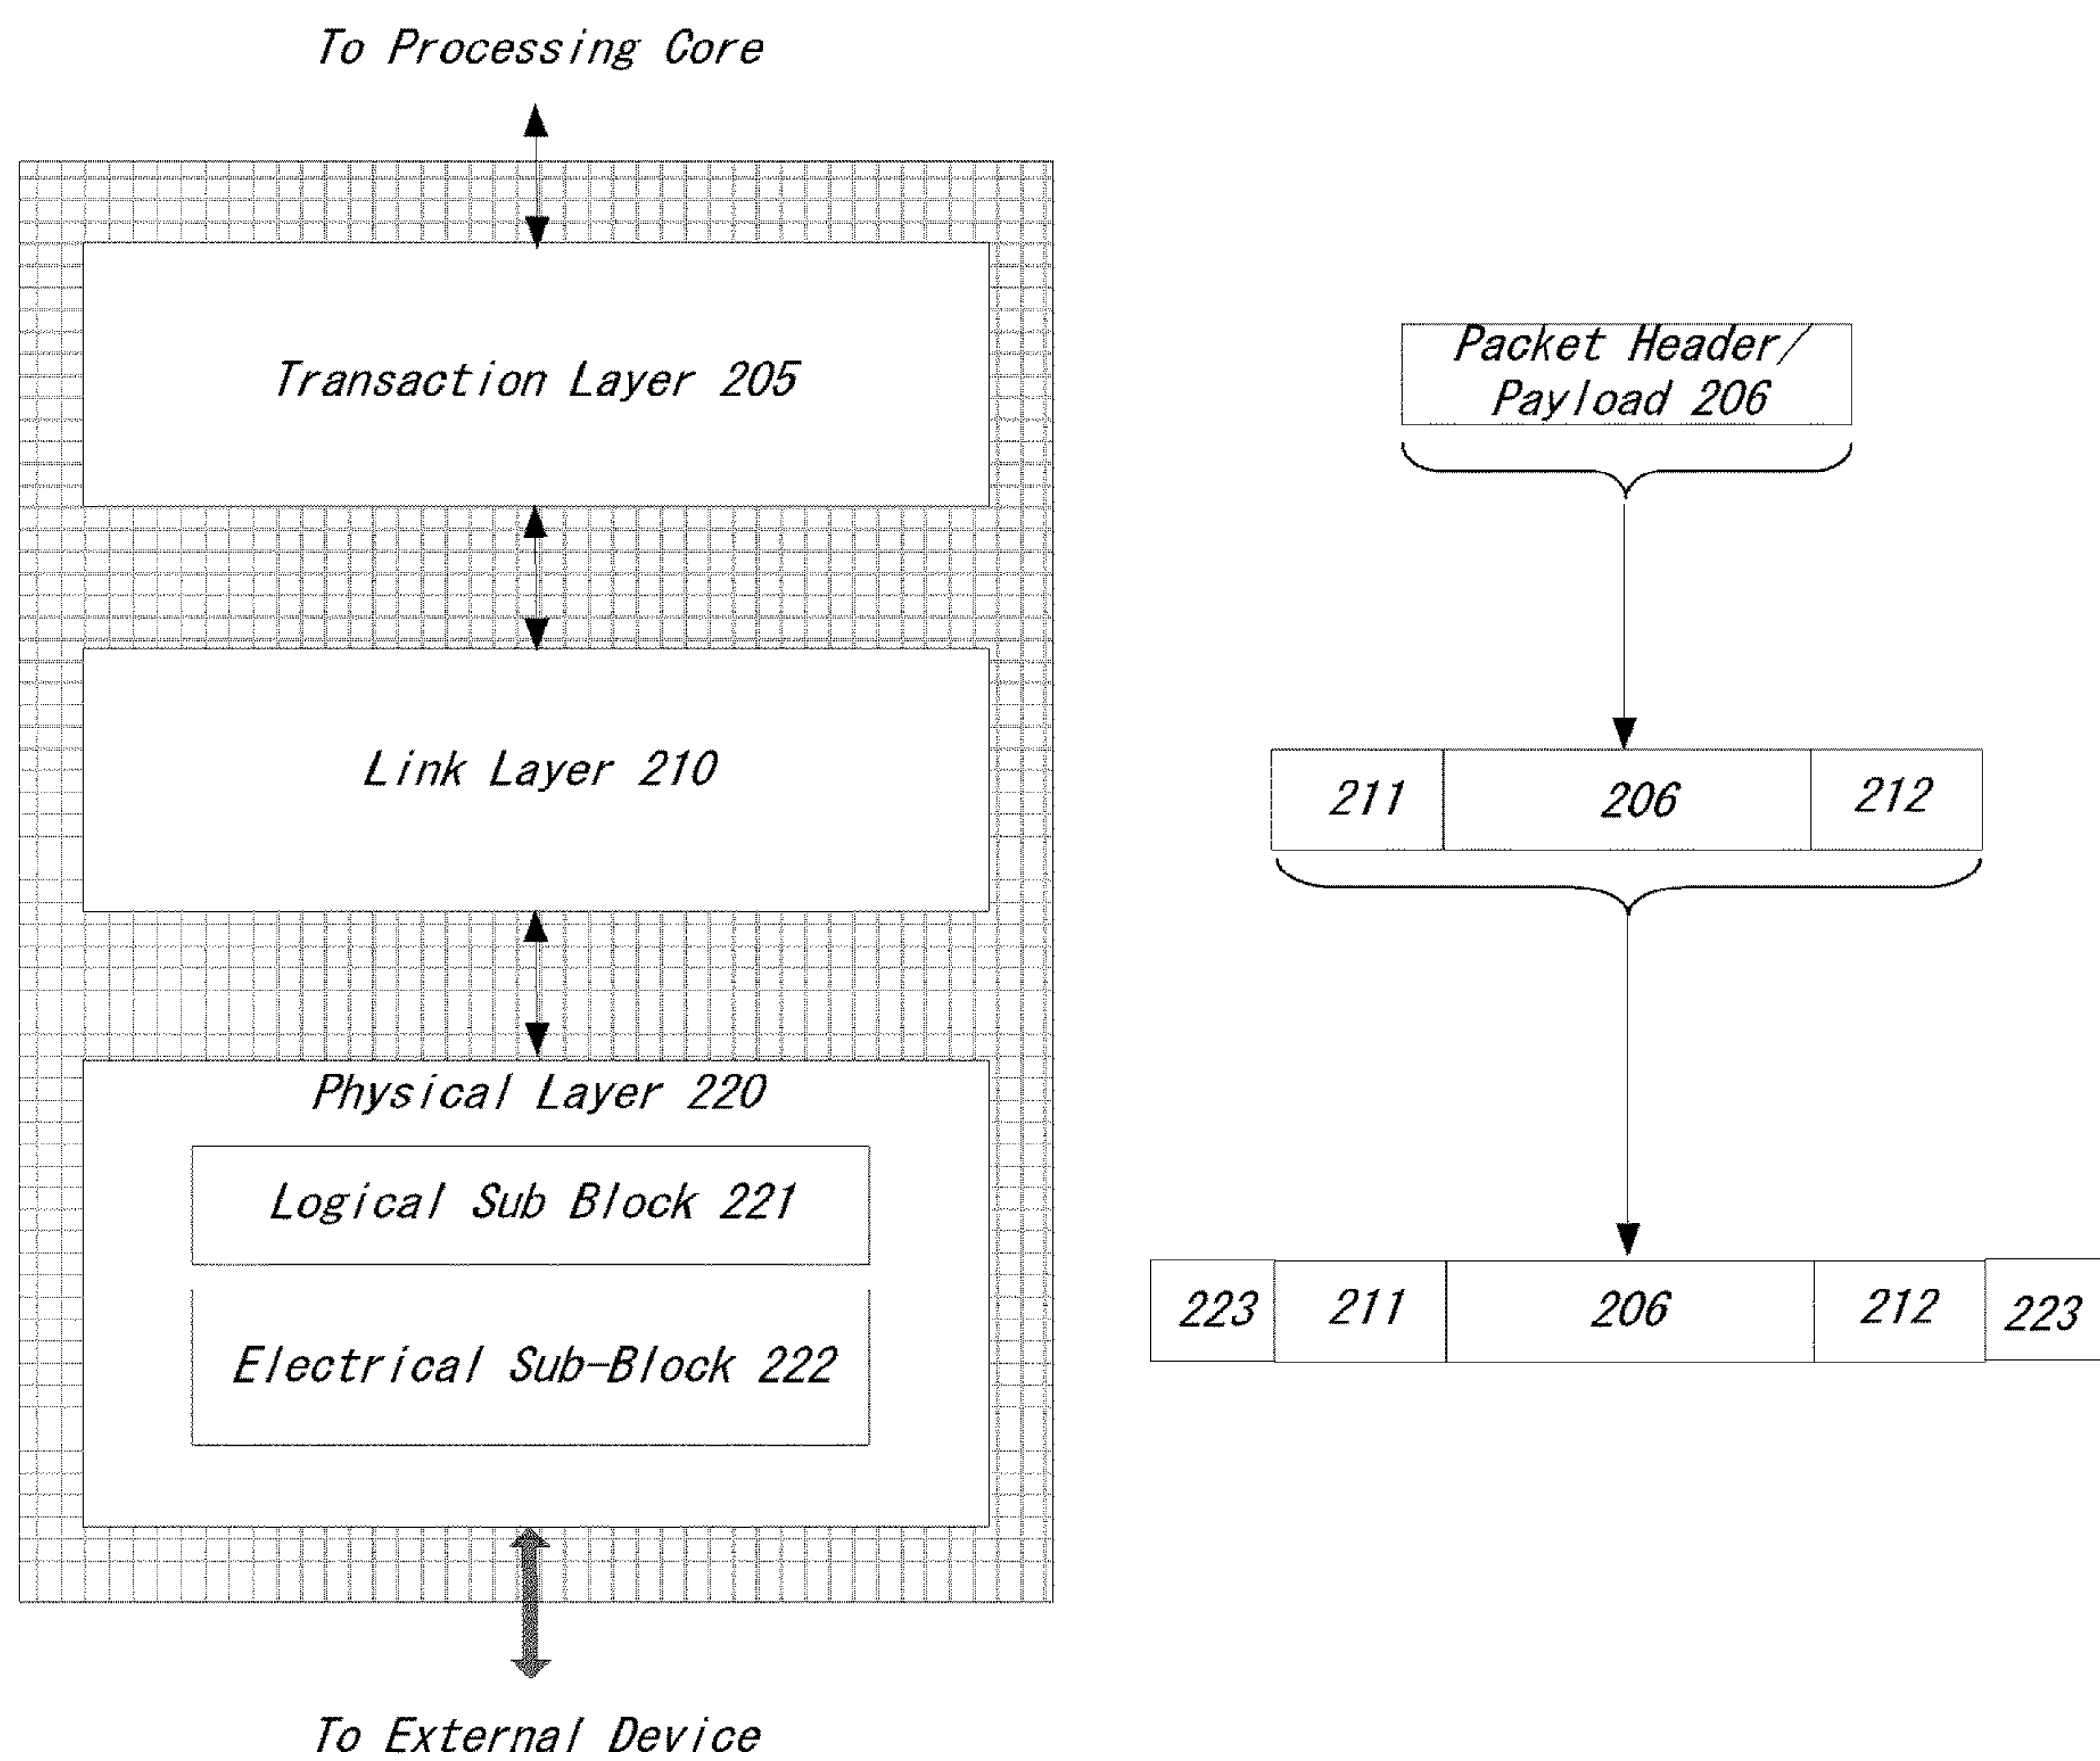 To Processing Core
Transaction Layer 205
Packet Header/
Payload 206
Link Layer 210
211
206
212
Physical Layer 220
Logical Sub Block 221
Electrical Sub-Block 222
223
211
206
212
223
To External Device